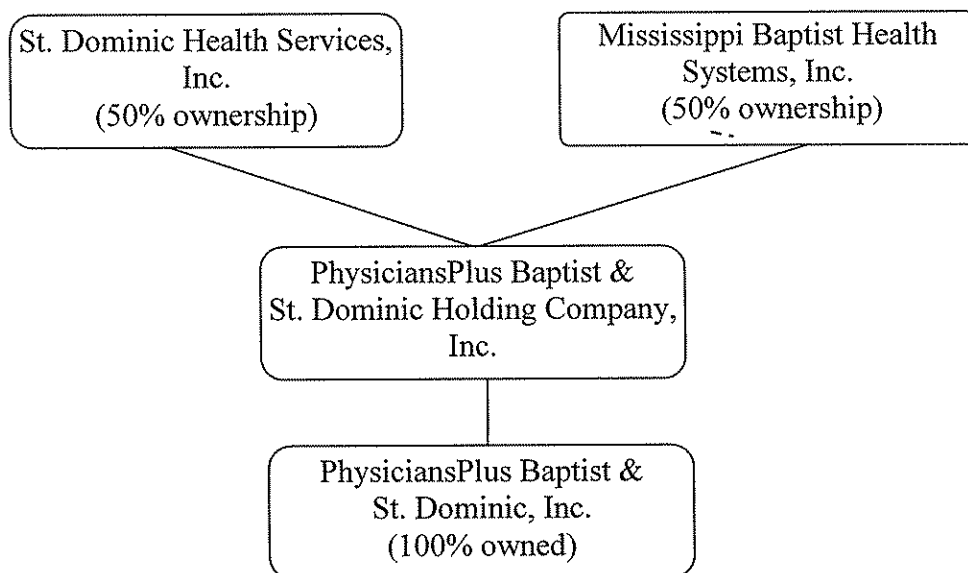 St. Dominic Health Services,
Inc.
(50% ownership)
Mississippi Baptist Health
Systems, Inc.
(50% ownership)
PhysiciansPlus Baptist &
St. Dominic Holding Company,
Inc.
PhysiciansPlus Baptist &
St. Dominic, Inc.
(100% owned)